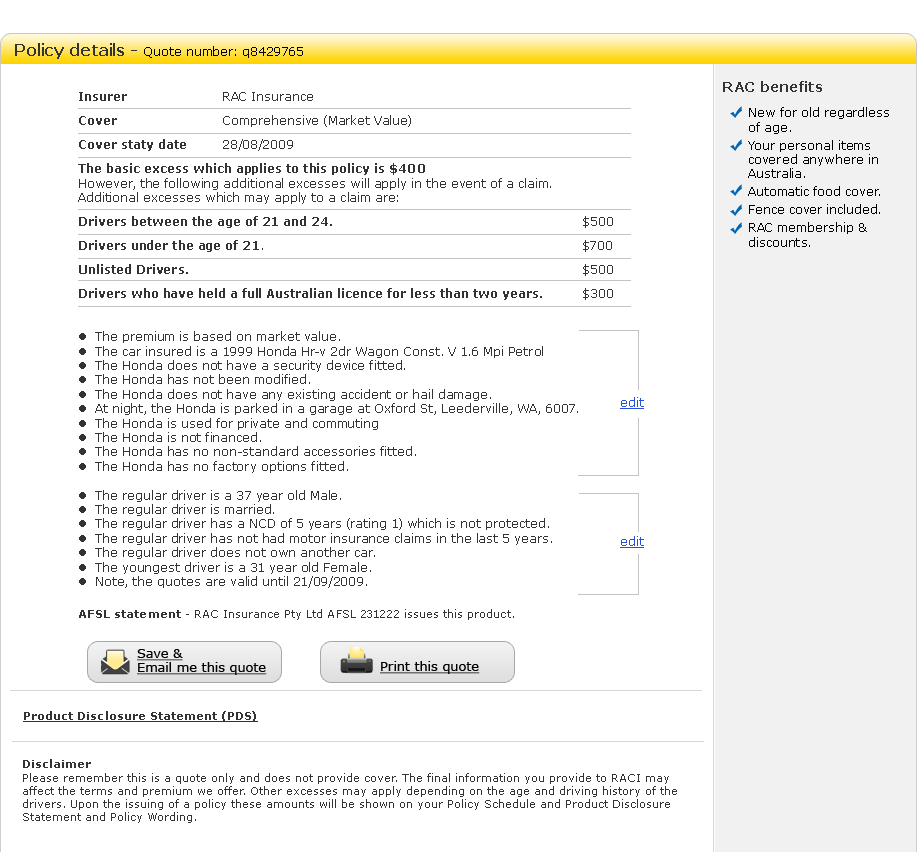 Policy details - Quote number: q8429765
Insurer RAC Insurance
Cover Comprehensive (Market Value)
Cover staty date 28/08/2009
The basic excess which applies to this policy is $400
However, the following additional excesses will apply in the event of a claim.
Additional excesses which may apply to a claim are:
Drivers between the age of 21 and 24. $500
Drivers under the age of 21. $700
Unlisted Drivers. $500
Drivers who have held a full Australian licence for less than two years. $300
The premium is based on market value.
The car insured is a 1999 Honda Hr-v 2dr Wagon Const. V 1.6 Mpi Petrol
The Honda does not have a security device fitted.
The Honda has not been modified.
The Honda does not have any existing accident or hail damage.
At night, the Honda is parked in a garage at Oxford St, Leederville, WA, 6007.
The Honda is used for private and commuting
The Honda is not financed.
The Honda has no non-standard accessories fitted.
The Honda has no factory options fitted.
edit
The regular driver is a 37 year old Male.
The regular driver is married.
The regular driver has a NCD of 5 years (rating 1) which is not protected.
The regular driver has not had motor insurance claims in the last 5 years.
The regular driver does not own another car.
The youngest driver is a 31 year old Female.
Note, the quotes are valid until 21/09/2009.
edit
AFSL statement - RAC Insurance Pty Ltd AFSL 231222 issues this product.
Save &
Email me this quote
Print this quote
Product Disclosure Statement (PDS)
Disclaimer
Please remember this is a quote only and does not provide cover. The final information you provide to RACI may
affect the terms and premium we offer. Other excesses may apply depending on the age and driving history of the
drivers. Upon the issuing of a policy these amounts will be shown on your Policy Schedule and Product Disclosure
Statement and Policy Wording.
RAC benefits
New for old regardless
of age.
Your personal items
covered anywhere in
Australia.
Automatic food cover.
Fence cover included.
RAC membership &
discounts.